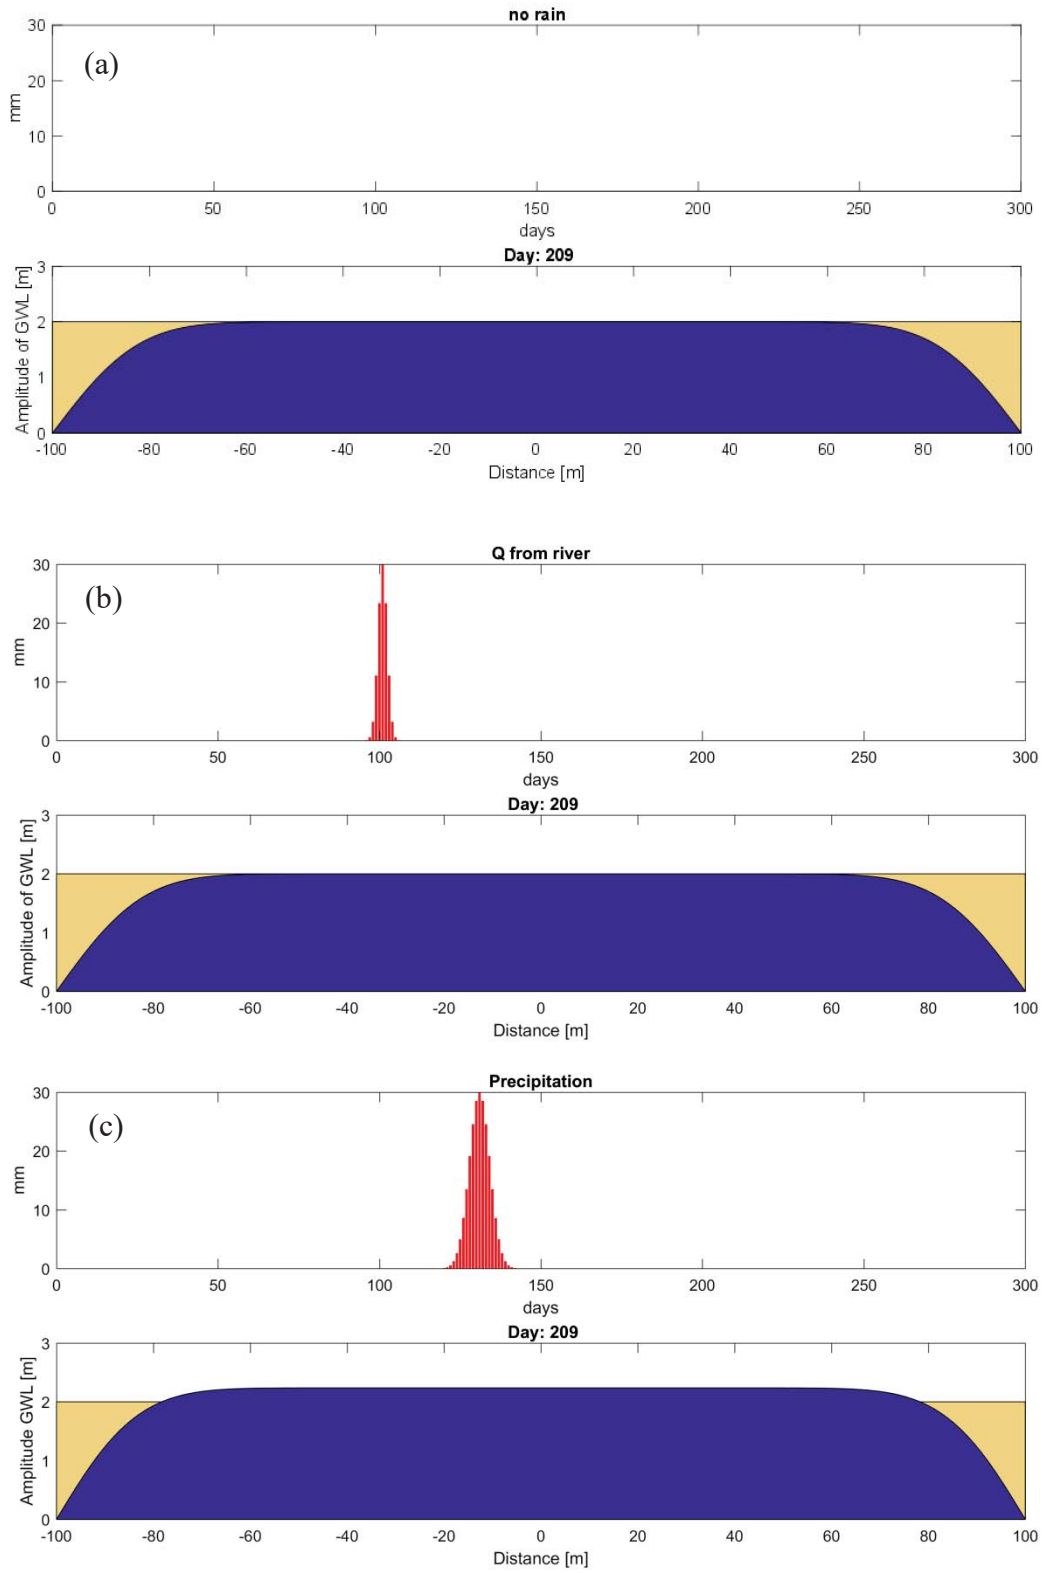 no rain
(a)
30
20
10
0
mm
0 50 100 150 200 250 300
days
Day: 209
3
2
1
0
Amplitude of GWL [m]
-100 -80 -60 -40 -20 0 20 40 60 80 100
Distance [m]
Q from river
(b)
30
20
10
0
mm
0 50 100 150 200 250 300
days
Day: 209
3
2
1
0
Amplitude of GWL [m]
-100 -80 -60 -40 -20 0 20 40 60 80 100
Distance [m]
Precipitation
(c)
30
20
10
0
mm
0 50 100 150 200 250 300
days
Day: 209
3
2
1
0
Amplitude GWL [m]
-100 -80 -60 -40 -20 0 20 40 60 80 100
Distance [m]